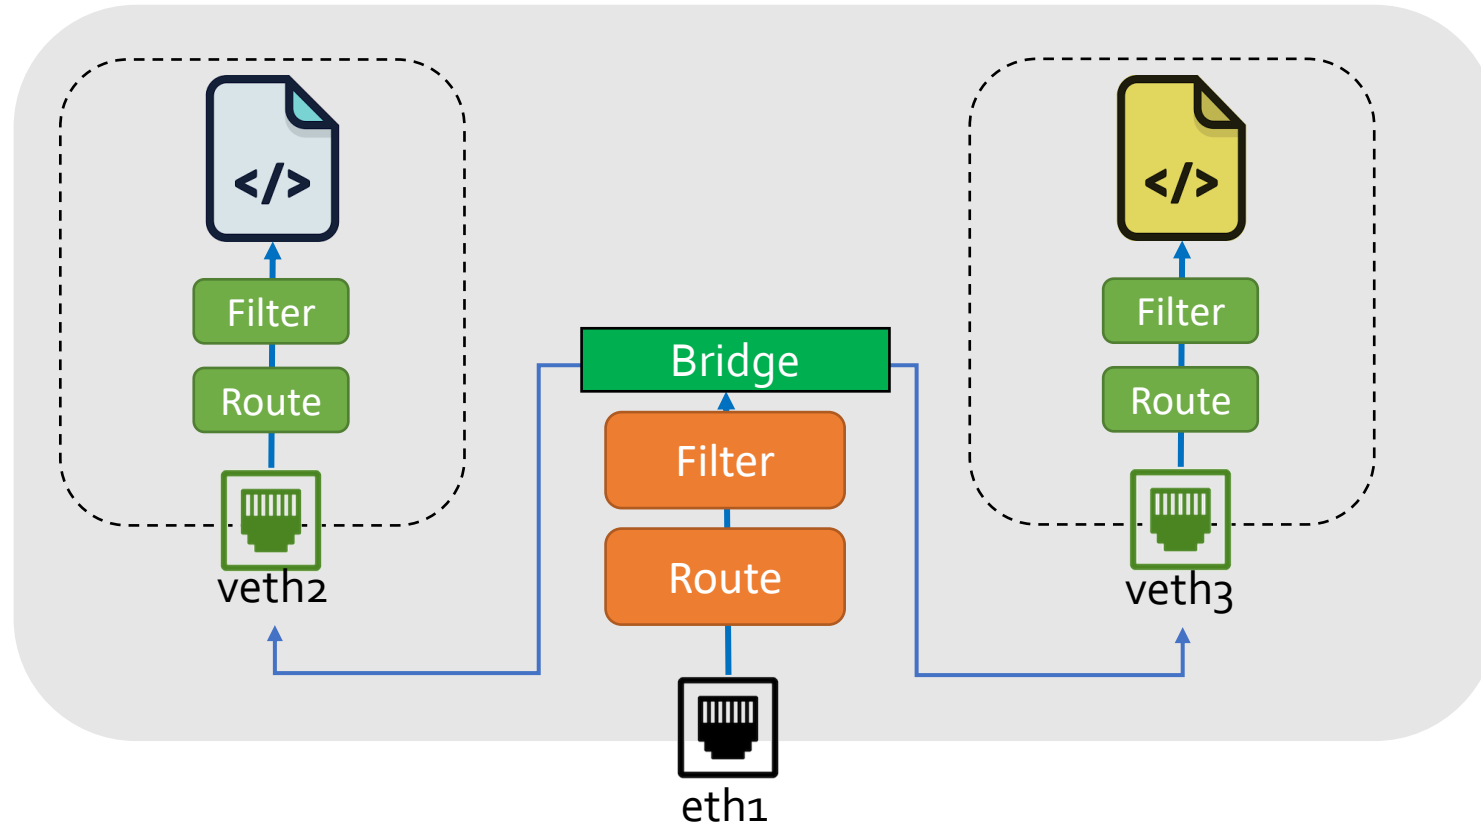 </>
Filter
Route
veth2
Bridge
Filter
Route
eth1
</>
Filter
Route
veth3